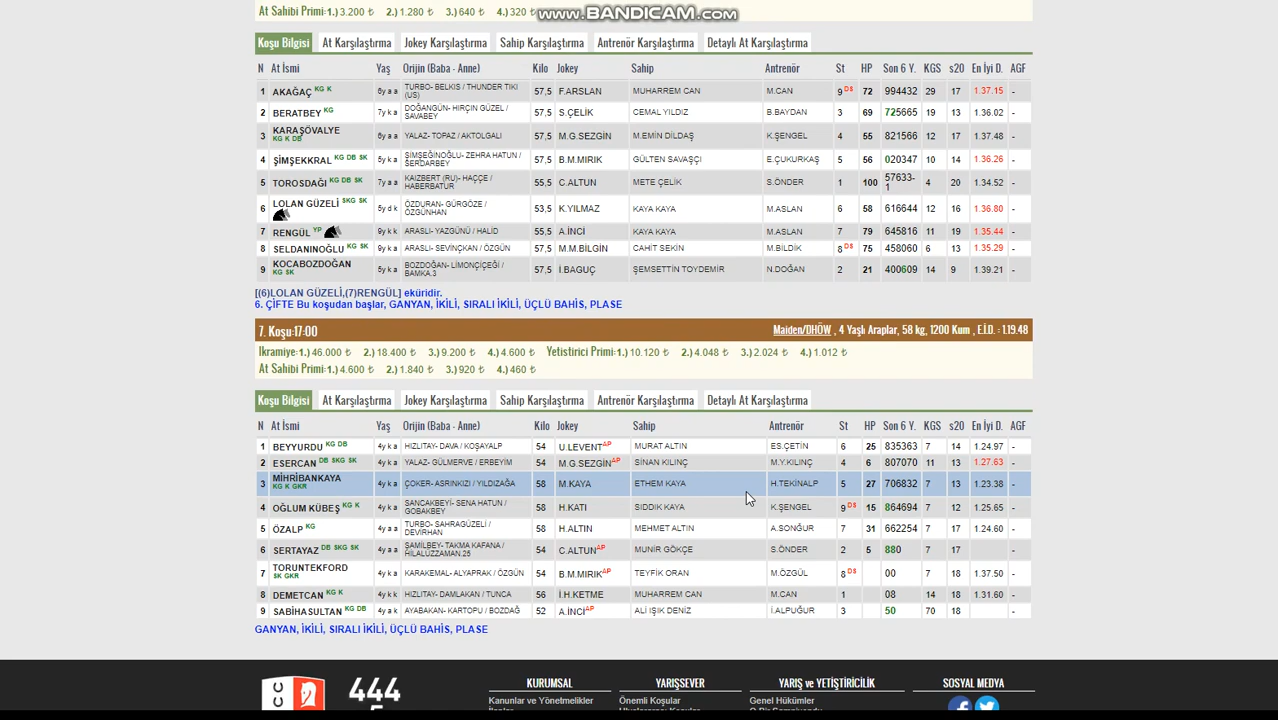 At Sahibi Primi: 1.) 3.200 ₺ 2.) 1.280 ₺ 3.) 640 ₺ 4.) 320 ₺
www.BANDICAM.com
Koşu Bilgisi At Karşılaştırma Jokey Karşılaştırma Sahip Karşılaştırma Antrenör Karşılaştırma Detaylı At Karşılaştırma
N At İsmi Yaş Orijin (Baba - Anne) Kilo Jokey Sahip Antrenör St HP Son 6 Y. KGS s20 En İyi D. AGF
1 AKAĞAÇ KG K 6y a a TURBO- BELKIS / THUNDER TIKI (US) 57,5 F.ARSLAN MUHARREM CAN M.CAN 9 DS 72 994432 29 17 1.37.15 -
2 BERATBEY KG 7y k a DOĞANGÜN- HIRÇIN GÜZEL / SAVABEY 57,5 S.ÇELİK CEMAL YILDIZ B.BAYDAN 3 69 725665 19 13 1.36.02 -
3 KARAŞÖVALYE KG K DB 6y a a YALAZ- TOPAZ / AKTOLGALI 57,5 M.G.SEZGİN M.EMİN DİLDAŞ K.ŞENGEL 4 55 821566 12 17 1.37.48 -
4 ŞİMŞEKKRAL KG DB SK 6y k a ŞİMŞEĞİNOĞLU- ZEHRA HATUN / SERDARBEY 57,5 B.M.MIRIK GÜLTEN SAVAŞÇI E.ÇUKURKAŞ 5 56 020347 10 14 1.36.26 -
5 TOROSDAĞI KG DB SK 7y a a KAIZBERT (RU)- HAÇÇE / HABERBATUR 55,5 C.ALTUN METE ÇELİK S.ÖNDER 1 100 57633-1 4 20 1.34.52 -
6 LOLAN GÜZELİ SKG SK 5y d k ÖZDURAN- GÜRGÖZE / ÖZGÜNHAN 53,5 K.YILMAZ KAYA KAYA M.ASLAN 6 58 616644 12 16 1.36.80 -
7 RENGÜL YP 9y k k ARASLI- YAZGÜNÜ / HALİD 55,5 A.İNCİ KAYA KAYA M.ASLAN 7 79 645816 11 19 1.35.44 -
8 SELDANINOĞLU KG SK 9y k a ARASLI- SEVİNÇKAN / ÖZGÜN 57,5 M.M.BİLGİN CAHİT SEKİN M.BİLDİK 8 DS 75 458060 6 13 1.35.29 -
9 KOCABOZDOĞAN KG SK 5y k a BOZDOĞAN- LİMONÇİÇEĞİ / BAMKA.3 57,5 İ.BAGUÇ ŞEMSETTİN TOYDEMİR N.DOĞAN 2 21 400609 14 9 1.39.21 -
[(6)LOLAN GÜZELİ,(7)RENGÜL] eküridir.
6. ÇİFTE Bu koşudan başlar, GANYAN, İKİLİ, SIRALI İKİLİ, ÜÇLÜ BAHİS, PLASE
7. Koşu:17:00 Maiden/DHÖW , 4 Yaşlı Araplar, 58 kg, 1200 Kum , E.İ.D. : 1.19.48
İkramiye: 1.) 46.000 ₺ 2.) 18.400 ₺ 3.) 9.200 ₺ 4.) 4.600 ₺ Yetistirici Primi: 1.) 10.120 ₺ 2.) 4.048 ₺ 3.) 2.024 ₺ 4.) 1.012 ₺
At Sahibi Primi: 1.) 4.600 ₺ 2.) 1.840 ₺ 3.) 920 ₺ 4.) 460 ₺
Koşu Bilgisi At Karşılaştırma Jokey Karşılaştırma Sahip Karşılaştırma Antrenör Karşılaştırma Detaylı At Karşılaştırma
N At İsmi Yaş Orijin (Baba - Anne) Kilo Jokey Sahip Antrenör St HP Son 6 Y. KGS s20 En İyi D. AGF
1 BEYYURDU KG DB 4y k a HIZLITAY- DAVA / KOŞAYALP 54 U.LEVENT AP MURAT ALTIN ES.ÇETİN 6 25 835363 7 14 1.24.97 -
2 ESERCAN DB SKG SK 4y k a YALAZ- GÜLMERVE / ERBEYİM 54 M.G.SEZGİN AP SİNAN KILINÇ M.Y.KILINÇ 4 6 807070 11 13 1.27.63 -
3 MİHRİBANKAYA KG K GKR 4y k a ÇOKER- ASRINKIZI / YILDIZAĞA 58 M.KAYA ETHEM KAYA H.TEKİNALP 5 27 706832 7 13 1.23.38 -
4 OĞLUM KÜBEŞ KG K 4y k a SANCAKBEYİ- SENA HATUN / GOBAKBEY 58 H.KATI SIDDIK KAYA K.ŞENGEL 9 DS 15 864694 7 12 1.25.65 -
5 ÖZALP KG 4y a a TURBO- SAHRAGÜZELİ / DEVİRHAN 58 H.ALTIN MEHMET ALTIN A.SONĞUR 7 31 662254 7 17 1.24.60 -
6 SERTAYAZ DB SKG SK 4y a a ŞAMİLBEY- TAKMA KAFANA / HİLALUZZAMAN.25 54 C.ALTUN AP MUNİR GÖKÇE S.ÖNDER 2 5 880 7 17 -
7 TORUNTEKFORD SK GKR 4y a a KARAKEMAL- ALYAPRAK / ÖZGÜN 54 B.M.MIRIK AP TEYFİK ORAN M.ÖZGÜL 8 DS 00 7 18 1.37.50 -
8 DEMETCAN KG K 4y k k HIZLITAY- DAMLAKAN / TUNCA 56 İ.H.KETME MUHARREM CAN M.CAN 1 08 14 18 1.31.60 -
9 SABİHASULTAN KG DB 4y a k AYABAKAN- KARTOPU / BOZDAĞ 52 A.İNCİ AP ALİ IŞIK DENİZ İ.ALPUĞUR 3 50 70 18 -
GANYAN, İKİLİ, SIRALI İKİLİ, ÜÇLÜ BAHİS, PLASE
444
KURUMSAL YARIŞSEVER YARIŞ ve YETİŞTİRİCİLİK SOSYAL MEDYA
Kanunlar ve Yönetmelikler Önemli Koşular Genel Hükümler